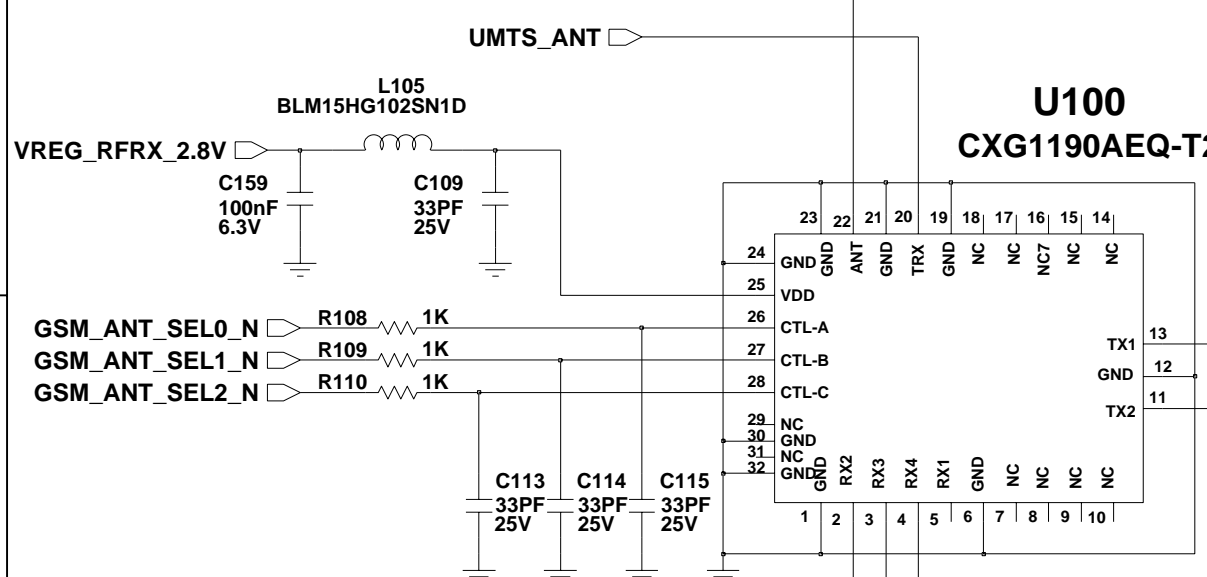 UMTS_ANT
L105
BLM15HG102SN1D
U100
CXG1190AEQ-T2
VREG_RFRX_2.8V
C159
100nF
6.3V
C109
33PF
25V
23 22 21 20 19 18 17 16 15 14
GND ANT GND TRX GND NC NC NC7 NC NC
24 GND
25 VDD
GSM_ANT_SEL0_N R108 1K 26 CTL-A
GSM_ANT_SEL1_N R109 1K 27 CTL-B
GSM_ANT_SEL2_N R110 1K 28 CTL-C
29 NC
30 GND
31 NC
32 GND
TX1 13
GND 12
TX2 11
GND RX2 RX3 RX4 RX1 GND NC NC NC NC
1 2 3 4 5 6 7 8 9 10
C113
33PF
25V
C114
33PF
25V
C115
33PF
25V